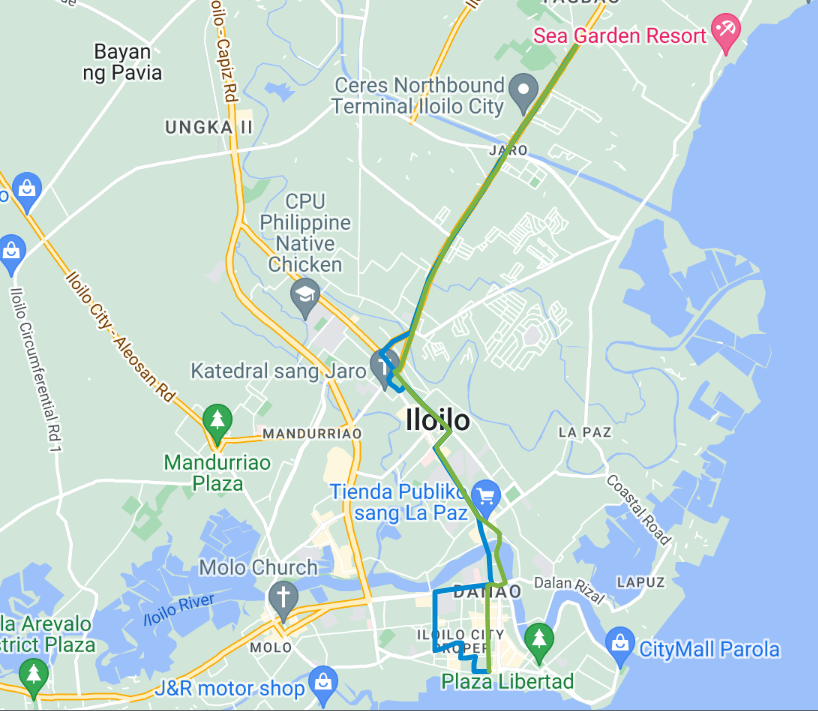 TAGBAO
Sea Garden Resort
Iloilo - Capiz Rd
Bayan
ng Pavia
Ceres Northbound
Terminal Iloilo City
UNGKA II
JARO
CPU
Philippine
Native
Chicken
Iloilo City - Aleosan Rd
Iloilo Circumferential Rd 1
Katedral sang Jaro
Iloilo
MANDURRIAO
LA PAZ
Mandurriao
Plaza
Tienda Publiko
sang La Paz
Coastal Road
Molo Church
DANAO
Dalan Rizal
LAPUZ
Iloilo River
la Arevalo
strict Plaza
ILOILO CITY
PROPER
MOLO
CityMall Parola
Plaza Libertad
J&R motor shop